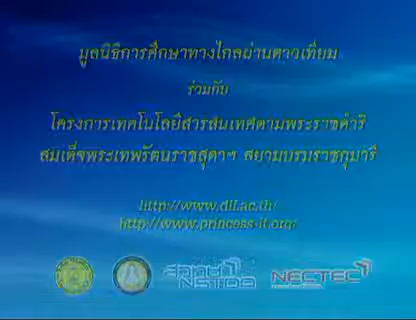 มูลนิธิการศึกษาทางไกลผ่านดาวเทียม
ร่วมกับ
โครงการเทคโนโลยีสารสนเทศตามพระราชดำริ
สมเด็จพระเทพรัตนราชสุดาฯ สยามบรมราชกุมารี
http://www.dlf.ac.th/
http://www.princess-it.org/
สวทช
NSTDA
NECTEC